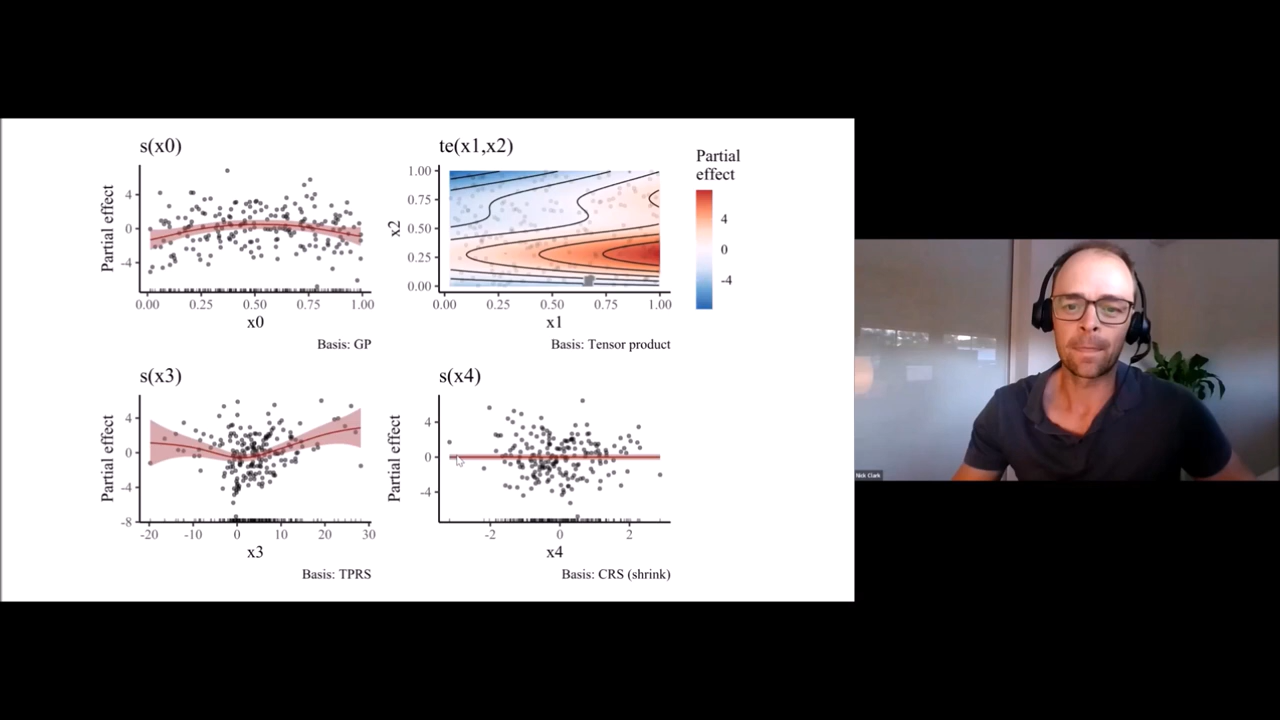 s(x0)
Partial effect
4
0
-4
0.00 0.25 0.50 0.75 1.00
x0
Basis: GP
te(x1,x2)
x2
1.00
0.75
0.50
0.25
0.00
0.00 0.25 0.50 0.75 1.00
x1
Basis: Tensor product
Partial
effect
4
0
-4
s(x3)
Partial effect
4
0
-4
-8
-20 -10 0 10 20 30
x3
Basis: TPRS
s(x4)
Partial effect
4
0
-4
-2 0 2
x4
Basis: CRS (shrink)
Nick Clark